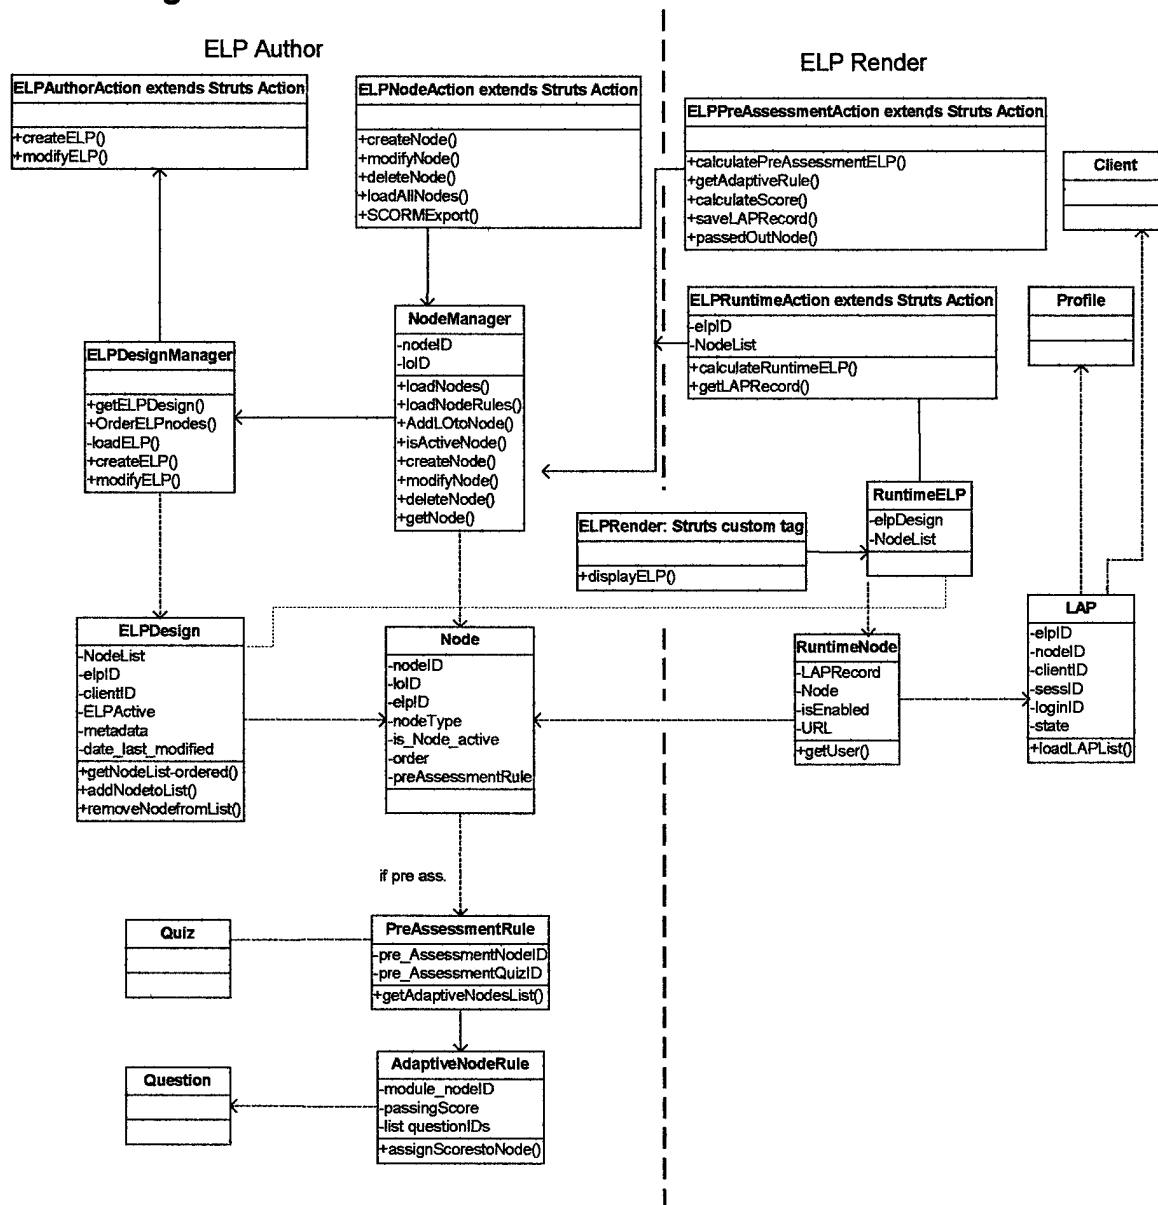 g
ELP Author
ELP Render
ELPAuthorAction extends Struts Action
+createELP()
+modifyELP()
ELPNodeAction extends Struts Action
+createNode()
+modifyNode()
+deleteNode()
+loadAllNodes()
+SCORMExport()
ELPPreAssessmentAction extends Struts Action
+calculatePreAssessmentELP()
+getAdaptiveRule()
+calculateScore()
+saveLAPRecord()
+passedOutNode()
Client
ELPDesignManager
+getELPDesign()
+OrderELPnodes()
-loadELP()
+createELP()
+modifyELP()
NodeManager
-nodeID
-loID
+loadNodes()
+loadNodeRules()
+AddLOtoNode()
+isActiveNode()
+createNode()
+modifyNode()
+deleteNode()
+getNode()
ELPRuntimeAction extends Struts Action
-elpID
-NodeList
+calculateRuntimeELP()
+getLAPRecord()
Profile
ELPRender: Struts custom tag
+displayELP()
RuntimeELP
-elpDesign
-NodeList
ELPDesign
-NodeList
-elpID
-clientID
-ELPActive
-metadata
-date_last_modified
+getNodeList-ordered()
+addNodetoList()
+removeNodefromList()
Node
-nodeID
-loID
-elpID
-nodeType
-is_Node_active
-order
-preAssessmentRule
RuntimeNode
-LAPRecord
-Node
-isEnabled
-URL
+getUser()
LAP
-elpID
-nodeID
-clientID
-sessID
-loginID
-state
+loadLAPList()
if pre ass.
Quiz
PreAssessmentRule
-pre_AssessmentNodeID
-pre_AssessmentQuizID
+getAdaptiveNodesList()
Question
AdaptiveNodeRule
-module_nodeID
-passingScore
-list questionIDs
+assignScorestoNode()